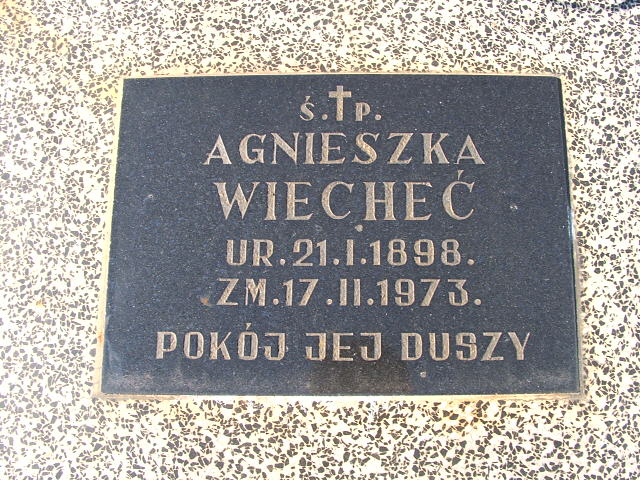 Ś.†P.
AGNIESZKA
WIECHEĆ
UR.21.I.1898.
ZM.17.II.1973.
POKÓJ JEJ DUSZY